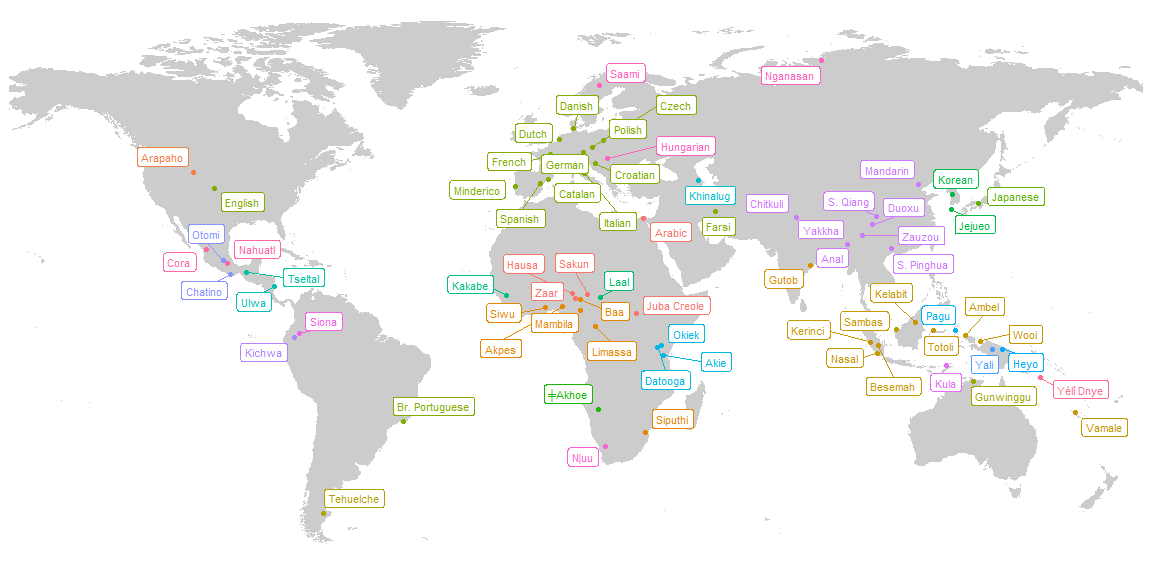 Saami
Nganasan
Danish
Czech
Dutch
Polish
Hungarian
Arapaho
French
German
Croatian
Mandarin
Korean
Minderico
Catalan
Khinalug
Chitkuli
S. Qiang
Duoxu
Japanese
English
Spanish
Italian
Farsi
Jejueo
Otomi
Arabic
Yakkha
Zauzou
Nahuatl
Cora
Anal
S. Pinghua
Chatino
Tseltal
Hausa
Sakun
Laal
Gutob
Ulwa
Kakabe
Zaar
Kelabit
Siwu
Baa
Juba Creole
Ambel
Siona
Mambila
Sambas
Pagu
Kerinci
Wooi
Kichwa
Akpes
Limassa
Okiek
Totoli
Nasal
Akie
Yali
Heyo
Datooga
Besemah
Kula
Yélî Dnye
ǂAkhoe
Gunwinggu
Br. Portuguese
Siputhi
Vamale
N|uu
Tehuelche